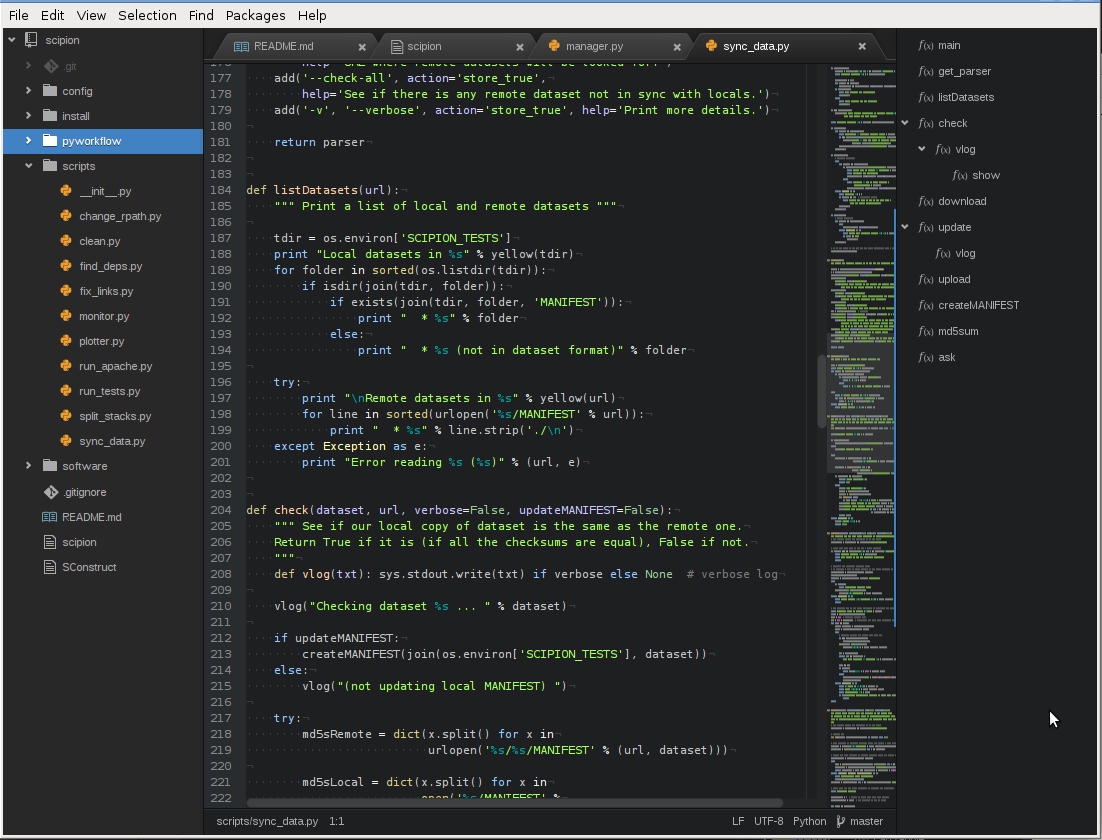 File Edit View Selection Find Packages Help
scipion
.git
config
install
pyworkflow
scripts
__init__.py
change_rpath.py
clean.py
find_deps.py
fix_links.py
monitor.py
plotter.py
run_apache.py
run_tests.py
split_stacks.py
sync_data.py
software
.gitignore
README.md
scipion
SConstruct
README.md scipion manager.py sync_data.py
177 add('--check-all', action='store_true',
178 help='See if there is any remote dataset not in sync with locals.')
179 add('-v', '--verbose', action='store_true', help='Print more details.')
180
181 return parser
182
183
184 def listDatasets(url):
185 """ Print a list of local and remote datasets """
186
187 tdir = os.environ['SCIPION_TESTS']
188 print "Local datasets in %s" % yellow(tdir)
189 for folder in sorted(os.listdir(tdir)):
190 if isdir(join(tdir, folder)):
191 if exists(join(tdir, folder, 'MANIFEST')):
192 print "  * %s" % folder
193 else:
194 print "  * %s (not in dataset format)" % folder
195
196 try:
197 print "\nRemote datasets in %s" % yellow(url)
198 for line in sorted(urlopen('%s/MANIFEST' % url)):
199 print "  * %s" % line.strip('./\n')
200 except Exception as e:
201 print "Error reading %s (%s)" % (url, e)
202
203
204 def check(dataset, url, verbose=False, updateMANIFEST=False):
205 """ See if our local copy of dataset is the same as the remote one.
206 Return True if it is (if all the checksums are equal), False if not.
207 """
208 def vlog(txt): sys.stdout.write(txt) if verbose else None  # verbose log
209
210 vlog("Checking dataset %s ... " % dataset)
211
212 if updateMANIFEST:
213 createMANIFEST(join(os.environ['SCIPION_TESTS'], dataset))
214 else:
215 vlog("(not updating local MANIFEST) ")
216
217 try:
218 md5sRemote = dict(x.split() for x in
219 urlopen('%s/%s/MANIFEST' % (url, dataset)))
220
221 md5sLocal = dict(x.split() for x in
222 open('%s/MANIFEST' %
f(x) main
f(x) get_parser
f(x) listDatasets
f(x) check
f(x) vlog
f(x) show
f(x) download
f(x) update
f(x) vlog
f(x) upload
f(x) createMANIFEST
f(x) md5sum
f(x) ask
scripts/sync_data.py 1:1 LF UTF-8 Python master